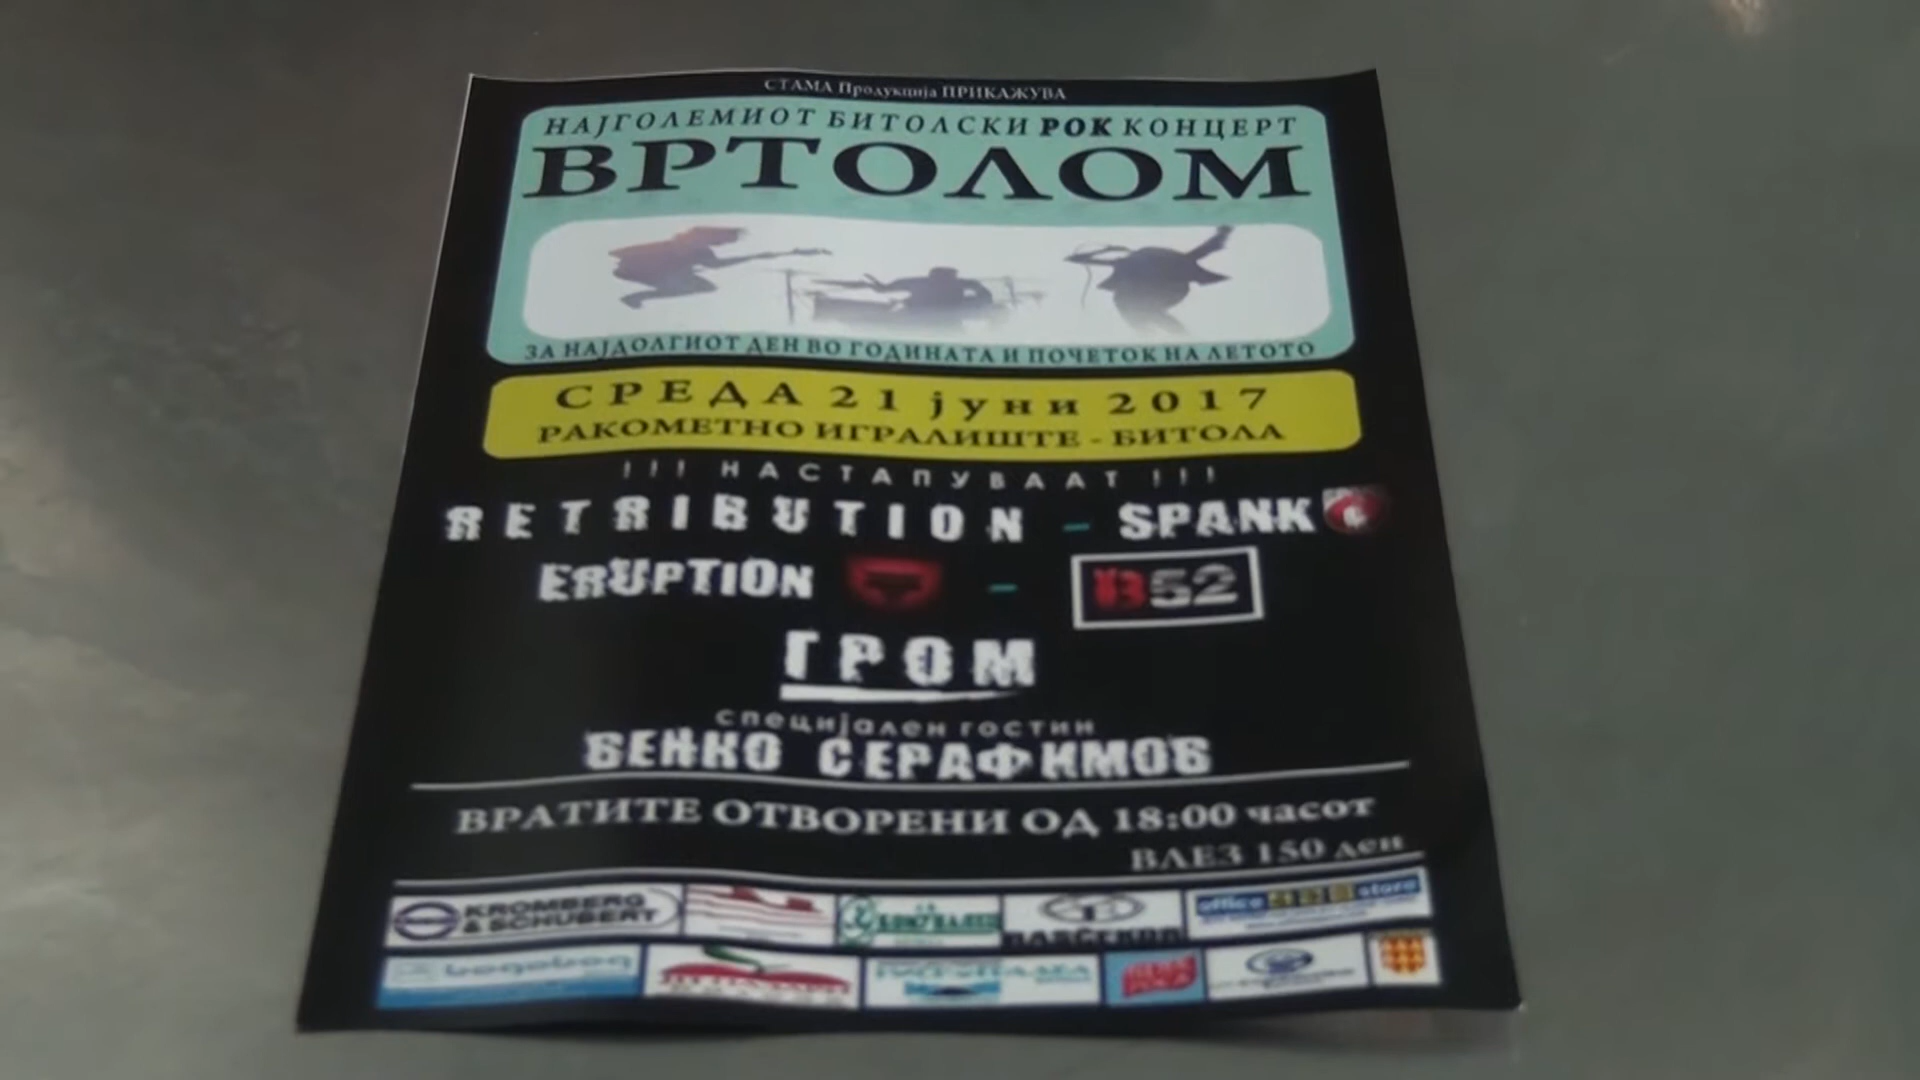 СТАМА Продукција ПРИКАЖУВА
НАЈГОЛЕМИОТ БИТОЛСКИ РОК КОНЦЕРТ
ВРТОЛОМ
ЗА НАЈДОЛГИОТ ДЕН ВО ГОДИНАТА И ПОЧЕТОК НА ЛЕТОТО
СРЕДА 21 јуни 2017
РАКОМЕТНО ИГРАЛИШТЕ - БИТОЛА
!!! НАСТАПУВААТ !!!
RETRIBUTION - SPANK
ERUPTION - B52
ГРОМ
специјален гостин
БЕНКО СЕРАФИМОВ
ВРАТИТЕ ОТВОРЕНИ ОД 18:00 часот
ВЛЕЗ 150 ден
KROMBERG & SCHUBERT
office store